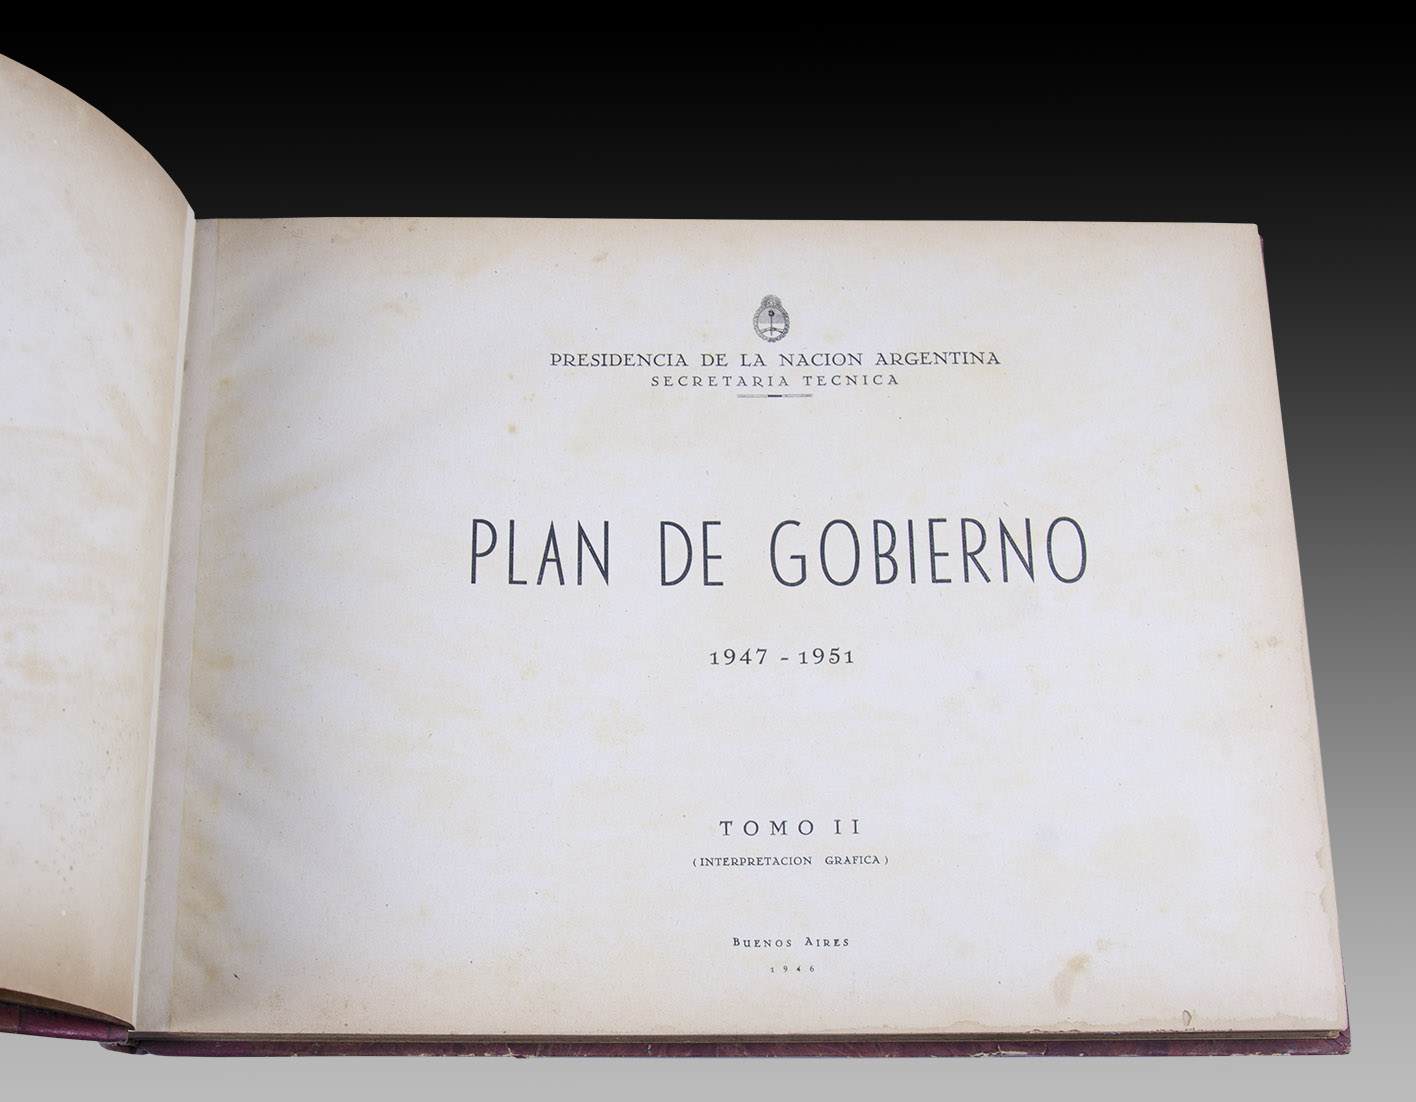 PRESIDENCIA DE LA NACION ARGENTINA
SECRETARIA TECNICA
PLAN DE GOBIERNO
1947 - 1951
TOMO II
(INTERPRETACION GRAFICA)
BUENOS AIRES
1946